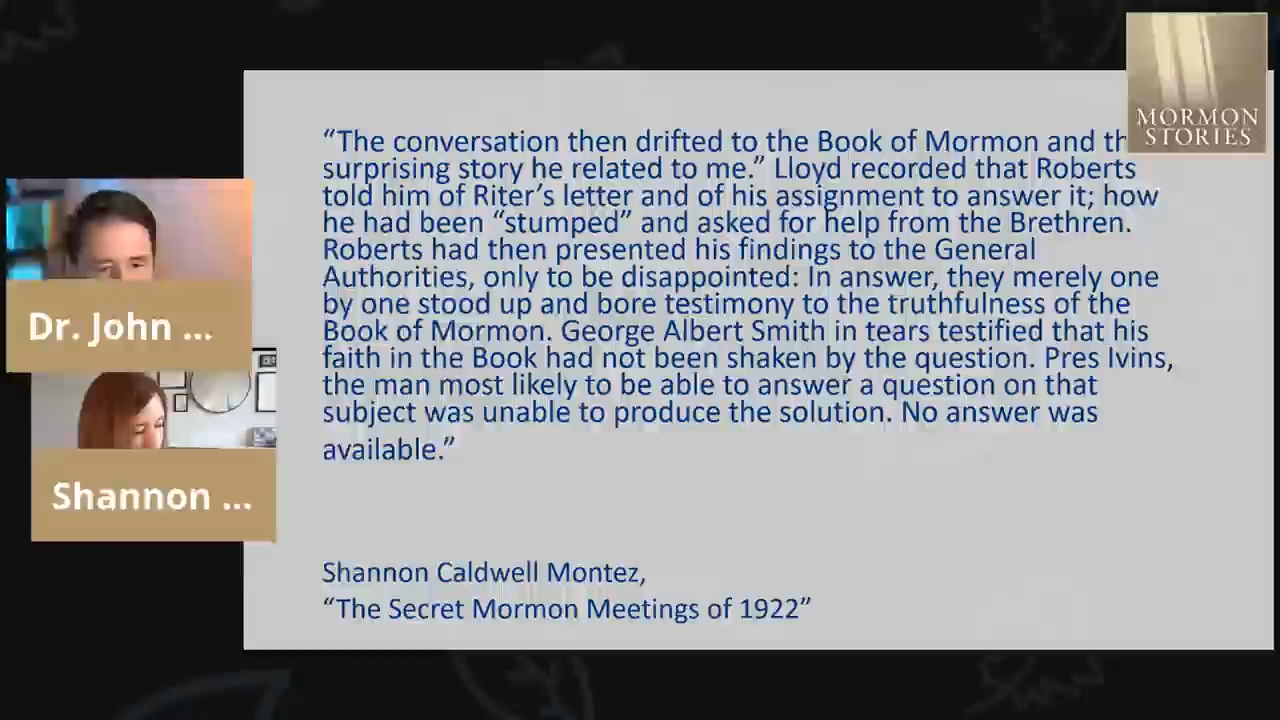 MORMON
STORIES
“The conversation then drifted to the Book of Mormon and
surprising story he related to me.” Lloyd recorded that Roberts
told him of Riter’s letter and of his assignment to answer it; how
he had been “stumped” and asked for help from the Brethren.
Roberts had then presented his findings to the General
Authorities, only to be disappointed: In answer, they merely one
by one stood up and bore testimony to the truthfulness of the
Book of Mormon. George Albert Smith in tears testified that his
faith in the Book had not been shaken by the question. Pres Ivins,
the man most likely to be able to answer a question on that
subject was unable to produce the solution. No answer was
available.”
Shannon Caldwell Montez,
“The Secret Mormon Meetings of 1922”
Dr. John ...
Shannon ...